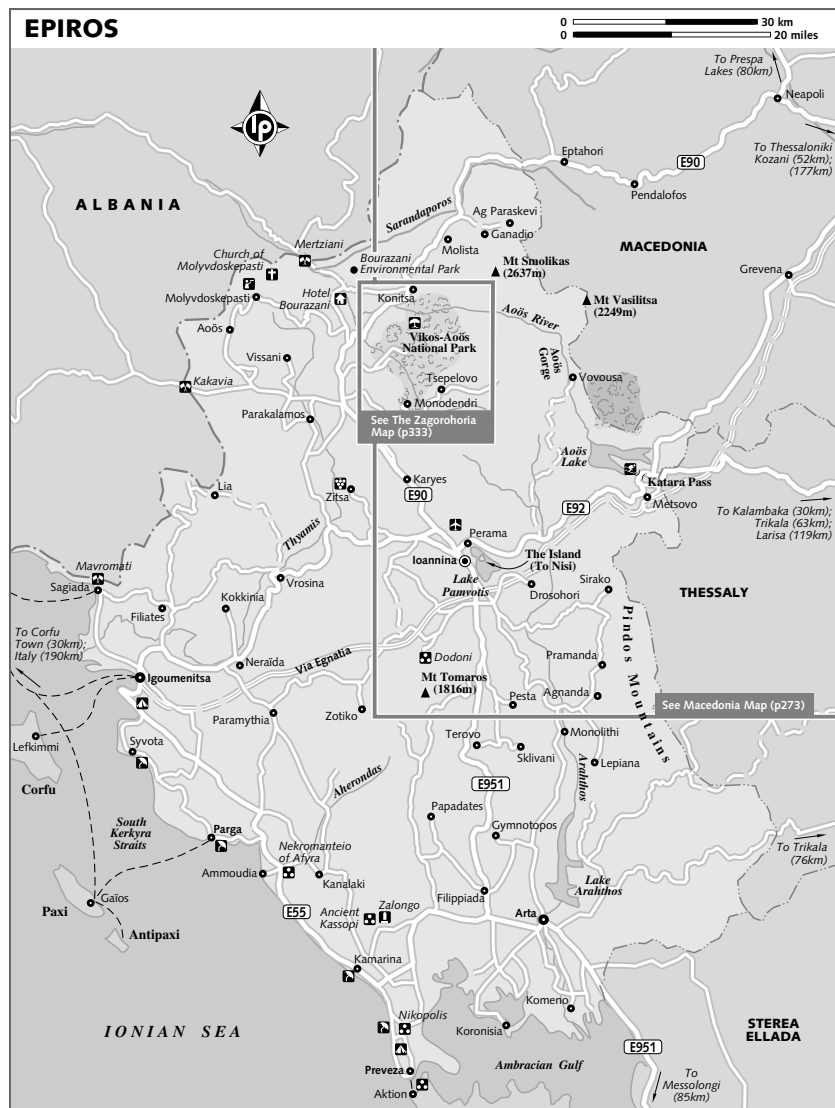 EPIROS
0 30 km
0 20 miles
To Prespa
Lakes (80km)
Neapoli
lp
To Thessaloniki
Kozani (52km);
(177km)
Eptahori
E90
Pendalofos
ALBANIA
Sarandaporos
Ag Paraskevi
Ganadio
Molista
MACEDONIA
Mertziani
Church of
Molyvdoskepasti
Bourazani
Environmental Park
Mt Smolikas
(2637m)
Grevena
Molyvdoskepasti
Hotel
Bourazani
Konitsa
Mt Vasilitsa
(2249m)
Aoös
Aoös River
Vikos-Aoös
National Park
Aoös
Gorge
Vissani
Tsepelovo
Vovousa
Kakavia
Monodendri
Parakalamos
See The Zagorohoria
Map (p333)
Aoös
Lake
Katara Pass
Karyes
Lia
Zitsa
E90
E92
Metsovo
To Kalambaka (30km);
Trikala (63km);
Larisa (119km)
Thyamis
Perama
Ioannina
The Island
(To Nisi)
Lake
Pamvotis
Mavromati
Sagiada
Vrosina
Drosohori
Sirako
THESSALY
Filiates
Kokkinia
To Corfu
Town (30km);
Italy (190km)
Neraïda
Via Egnatia
Dodoni
Pramanda
Pindos Mountains
Igoumenitsa
Mt Tomaros
(1816m)
Agnanda
Pesta
See Macedonia Map (p273)
Paramythia
Zotiko
Lefkimmi
Syvota
Terovo
Sklivani
Monolithi
Lepiana
Corfu
Aherondas
E951
Arahthos
South
Kerkyra
Straits
Parga
Papadates
Gymnotopos
Nekromanteio
of Afyra
To Trikala
(76km)
Ammoudia
Kanalaki
Lake
Arahthos
Gaïos
Paxi
Filippiada
Ancient
Kassopi
Zalongo
Arta
E55
Antipaxi
Kamarina
Komeno
Nikopolis
Koronisia
IONIAN SEA
STEREA
ELLADA
E951
Preveza
Ambracian Gulf
Aktion
To
Messolongi
(85km)